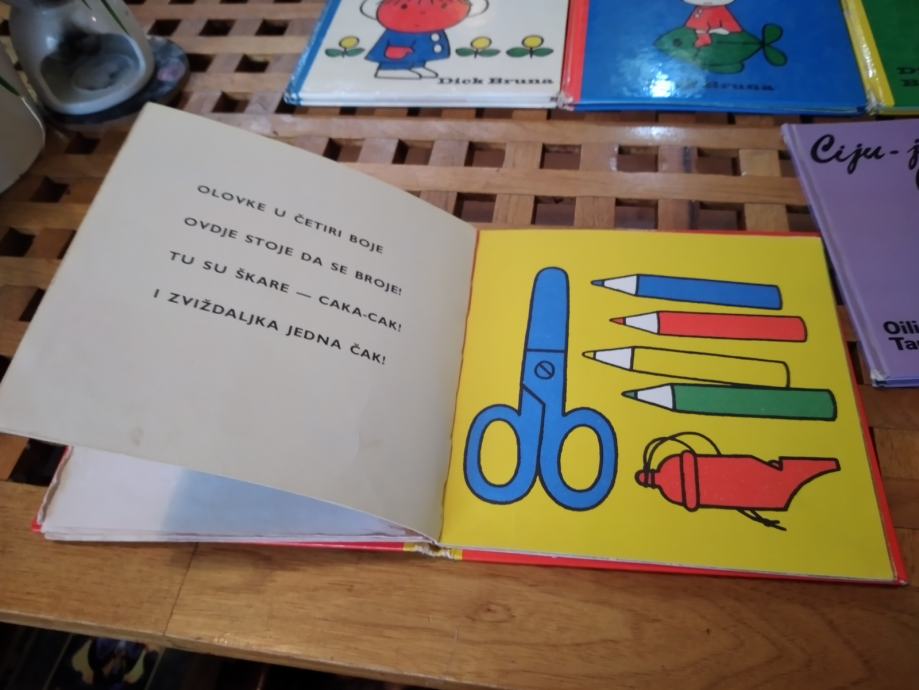 Dick Bruna
Bruna
Ciju-
OLOVKE U ČETIRI BOJE
OVDJE STOJE DA SE BROJE!
TU SU ŠKARE — CAKA-CAK!
I ZVIŽDALJKA JEDNA ČAK!